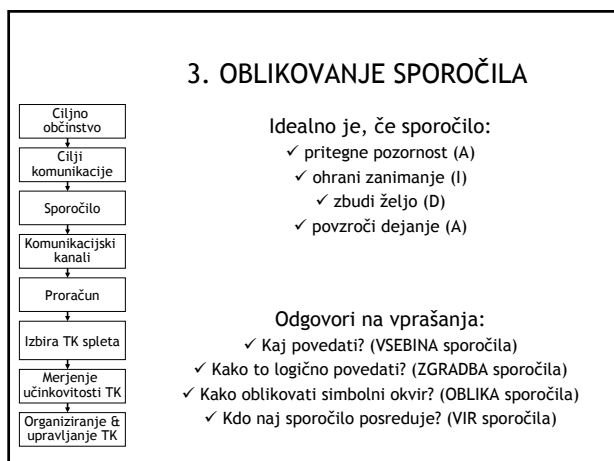 3. OBLIKOVANJE SPOROČILA
Ciljno
občinstvo
Cilji
komunikacije
Sporočilo
Komunikacijski
kanali
Proračun
Izbira TK spleta
Merjenje
učinkovitosti TK
Organiziranje &
upravljanje TK
Idealno je, če sporočilo:
✓ pritegne pozornost (A)
✓ ohrani zanimanje (I)
✓ zbudi željo (D)
✓ povzroči dejanje (A)
Odgovori na vprašanja:
✓ Kaj povedati? (VSEBINA sporočila)
✓ Kako to logično povedati? (ZGRADBA sporočila)
✓ Kako oblikovati simbolni okvir? (OBLIKA sporočila)
✓ Kdo naj sporočilo posreduje? (VIR sporočila)